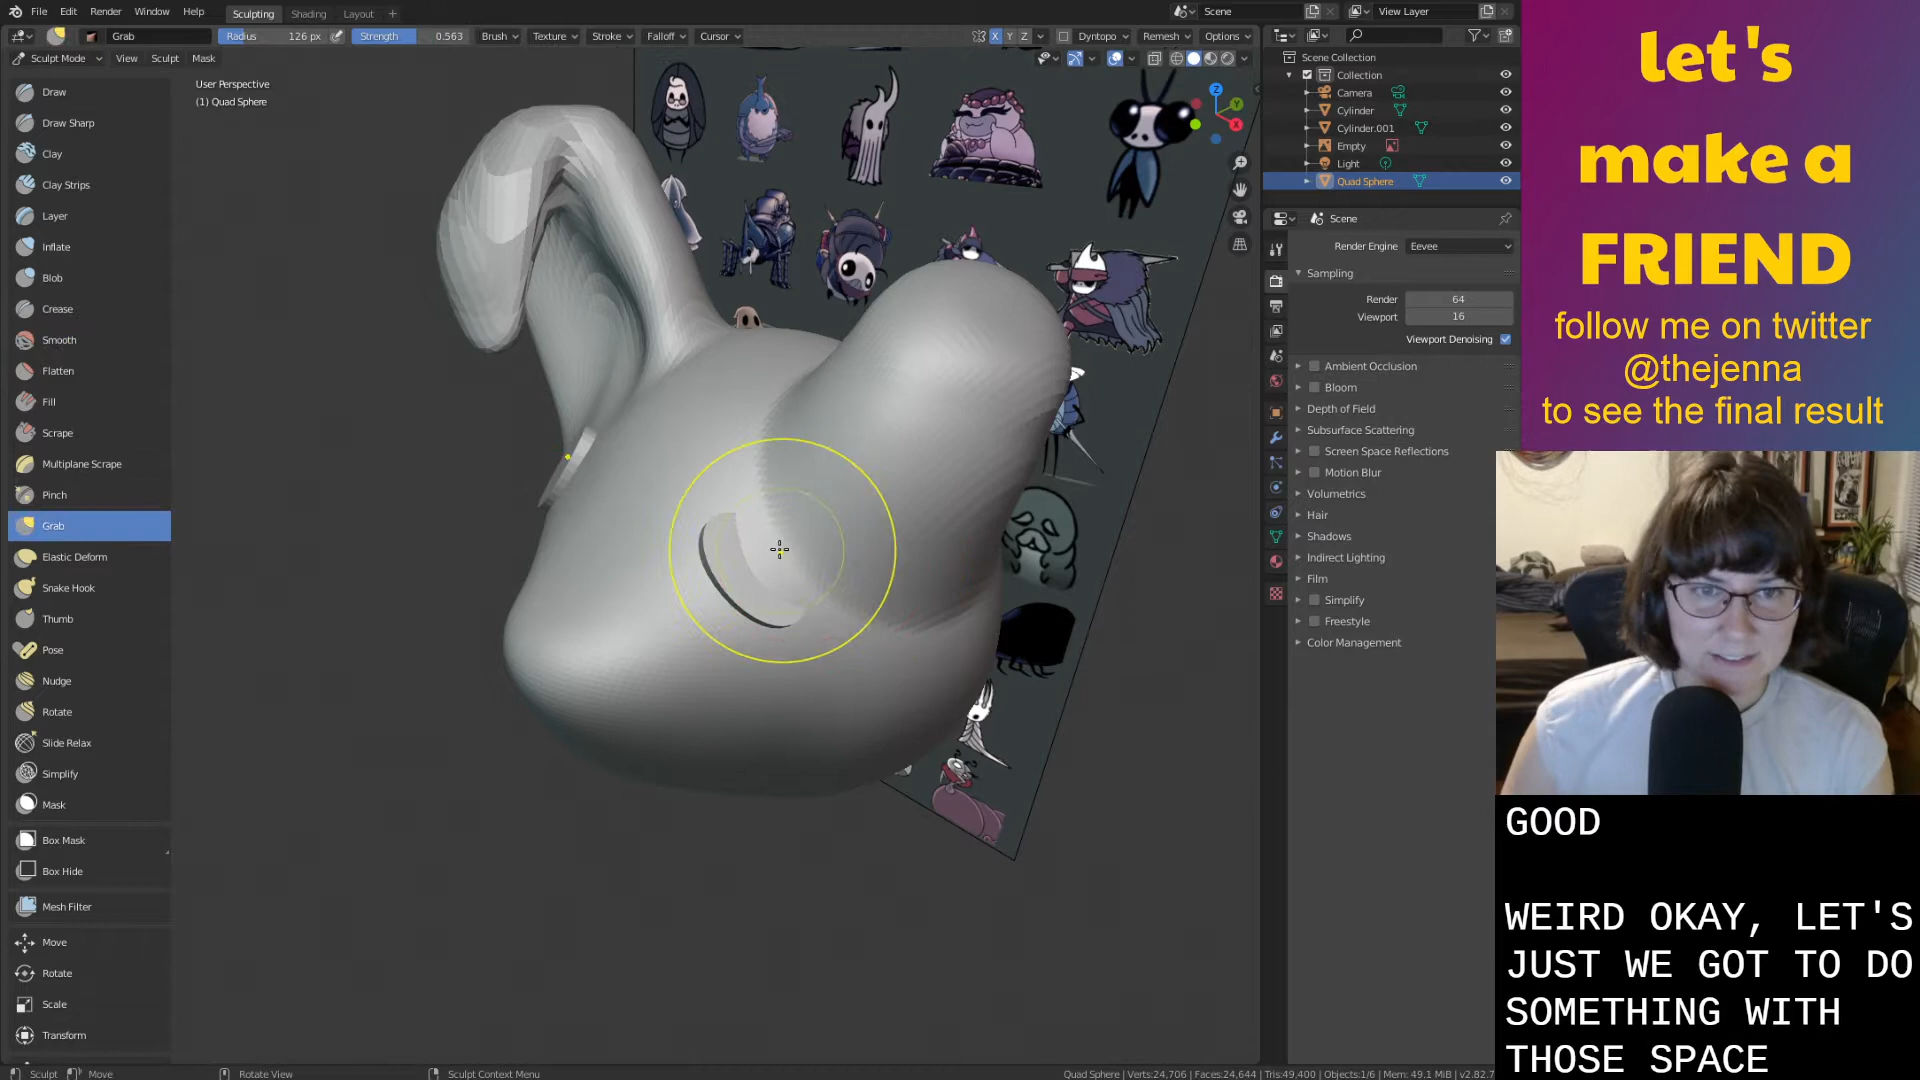 File Edit Render Window Help Sculpting Shading Layout + Scene View Layer
Grab Radius 126 px Strength 0.563 Brush Texture Stroke Falloff Cursor X Y Z Dyntopo Remesh Options
Sculpt Mode View Sculpt Mask
User Perspective
(1) Quad Sphere
Draw
Draw Sharp
Clay
Clay Strips
Layer
Inflate
Blob
Crease
Smooth
Flatten
Fill
Scrape
Multiplane Scrape
Pinch
Grab
Elastic Deform
Snake Hook
Thumb
Pose
Nudge
Rotate
Slide Relax
Simplify
Mask
Box Mask
Box Hide
Mesh Filter
Move
Rotate
Scale
Transform
Z
Y
X
Scene Collection
Collection
Camera
Cylinder
Cylinder.001
Empty
Light
Quad Sphere
Scene
Render Engine Eevee
Sampling
Render 64
Viewport 16
Viewport Denoising
Ambient Occlusion
Bloom
Depth of Field
Subsurface Scattering
Screen Space Reflections
Motion Blur
Volumetrics
Hair
Shadows
Indirect Lighting
Film
Simplify
Freestyle
Color Management
let's
make a
FRIEND
follow me on twitter
@thejenna
to see the final result
GOOD
WEIRD OKAY, LET'S
JUST WE GOT TO DO
SOMETHING WITH
THOSE SPACE
Sculpt Move Rotate View Sculpt Context Menu Quad Sphere | Verts:24,706 | Faces:24,644 | Tris:49,400 | Objects:1/6 | Mem: 49.1 MiB | v2.82.7